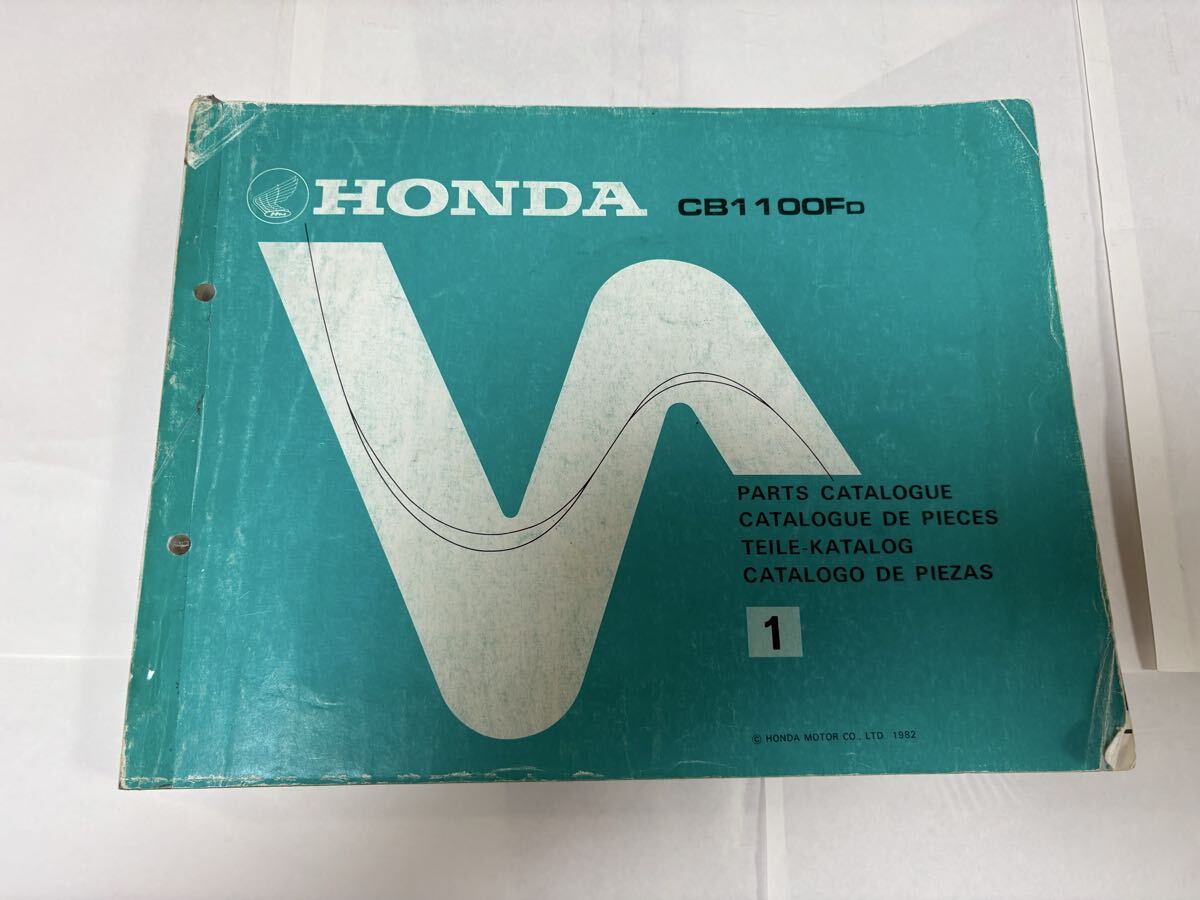 HONDA CB1100FD
PARTS CATALOGUE
CATALOGUE DE PIECES
TEILE-KATALOG
CATALOGO DE PIEZAS
1
© HONDA MOTOR CO., LTD 1982